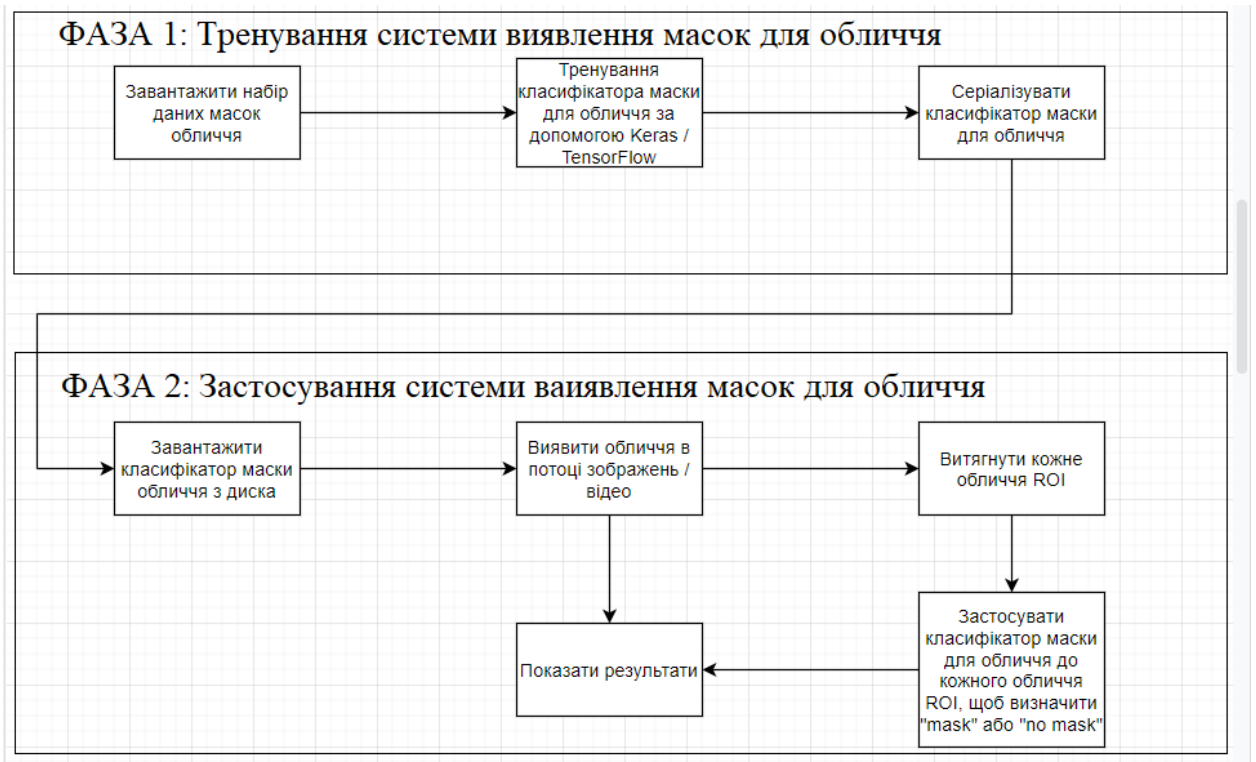 ФАЗА 1: Тренування системи виявлення масок для обличчя
Завантажити набір
даних масок
обличчя
Тренування
класифікатора маски
для обличчя за
допомогою Keras /
TensorFlow
Серіалізувати
класифікатор маски
для обличчя
ФАЗА 2: Застосування системи ваиявлення масок для обличчя
Завантажити
класифікатор маски
обличчя з диска
Виявити обличчя в
потоці зображень /
відео
Витягнути кожне
обличчя ROI
Показати результати
Застосувати
класифікатор маски
для обличчя до
кожного обличчя
ROI, щоб визначити
"mask" або "no mask"